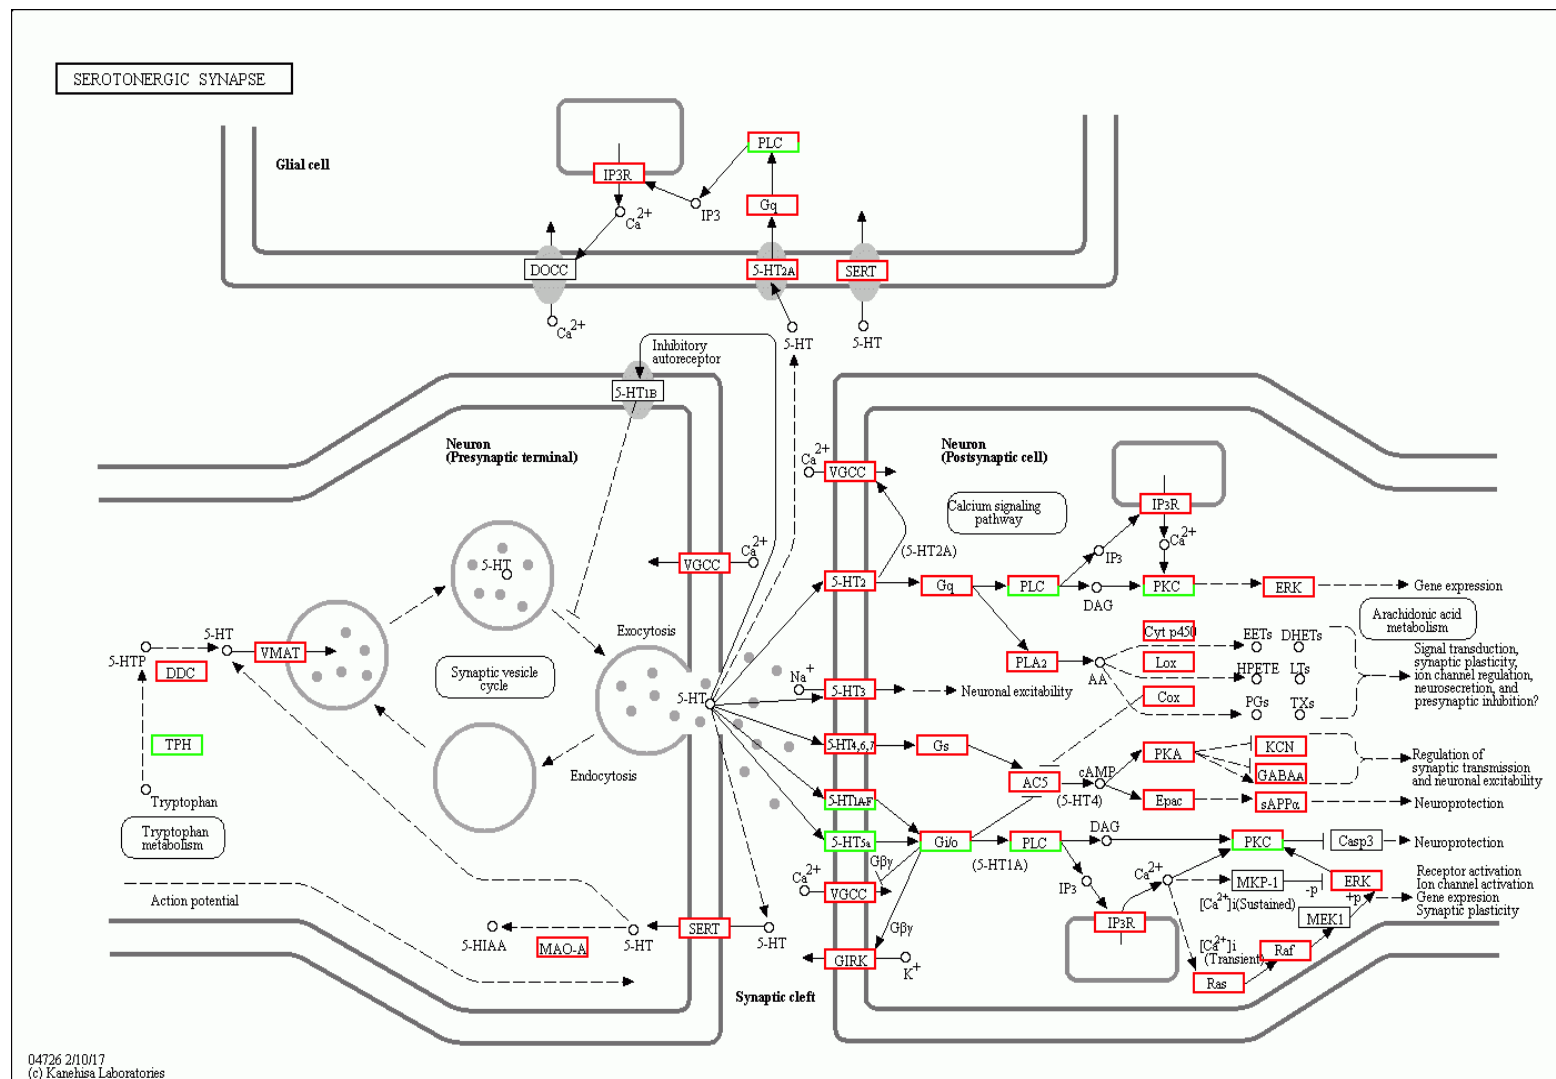 SEROTONERGIC SYNAPSE
Glial cell
PLC
IP3R
Gq
IP3
Ca2+
DOCC
5-HT2A
SERT
Ca2+
5-HT
5-HT
Inhibitory
autoreceptor
5-HT1B
Neuron
(Presynaptic terminal)
Neuron
(Postsynaptic cell)
Ca2+
VGCC
Calcium signaling
pathway
IP3R
Ca2+
IP3
(5-HT2A)
VGCC
Ca2+
5-HT
5-HT2
Gq
PLC
DAG
PKC
ERK
Gene expression
Arachidonic acid
metabolism
5-HT
5-HTP
DDC
VMAT
Exocytosis
Synaptic vesicle
cycle
5-HT
Endocytosis
TPH
Tryptophan
Tryptophan
metabolism
Na+
5-HT3
Neuronal excitability
PLA2
AA
Cyt p450
Lox
Cox
EETs
DHETs
HPETE
LTs
PGs
TXs
Signal transduction,
synaptic plasticity,
ion channel regulation,
neurosecretion, and
presynaptic inhibition?
5-HT4,6,7
Gs
AC5
cAMP
(5-HT4)
PKA
KCN
GABAA
Regulation of
synaptic transmission
and neuronal excitability
Epac
sAPPα
Neuroprotection
5-HT1A-F
5-HT5a
Gi/o
PLC
(5-HT1A)
DAG
PKC
Casp3
Neuroprotection
Gβγ
Ca2+
VGCC
IP3
Ca2+
MKP-1
-p
ERK
+p
Receptor activation
Ion channel activation
Gene expresion
Synaptic plasticity
[Ca2+]i(Sustained)
MEK1
IP3R
[Ca2+]i
(Transient)
Raf
Ras
Gβγ
GIRK
K+
Action potential
5-HIAA
MAO-A
5-HT
SERT
5-HT
Synaptic cleft
04726 2/10/17
(c) Kanehisa Laboratories